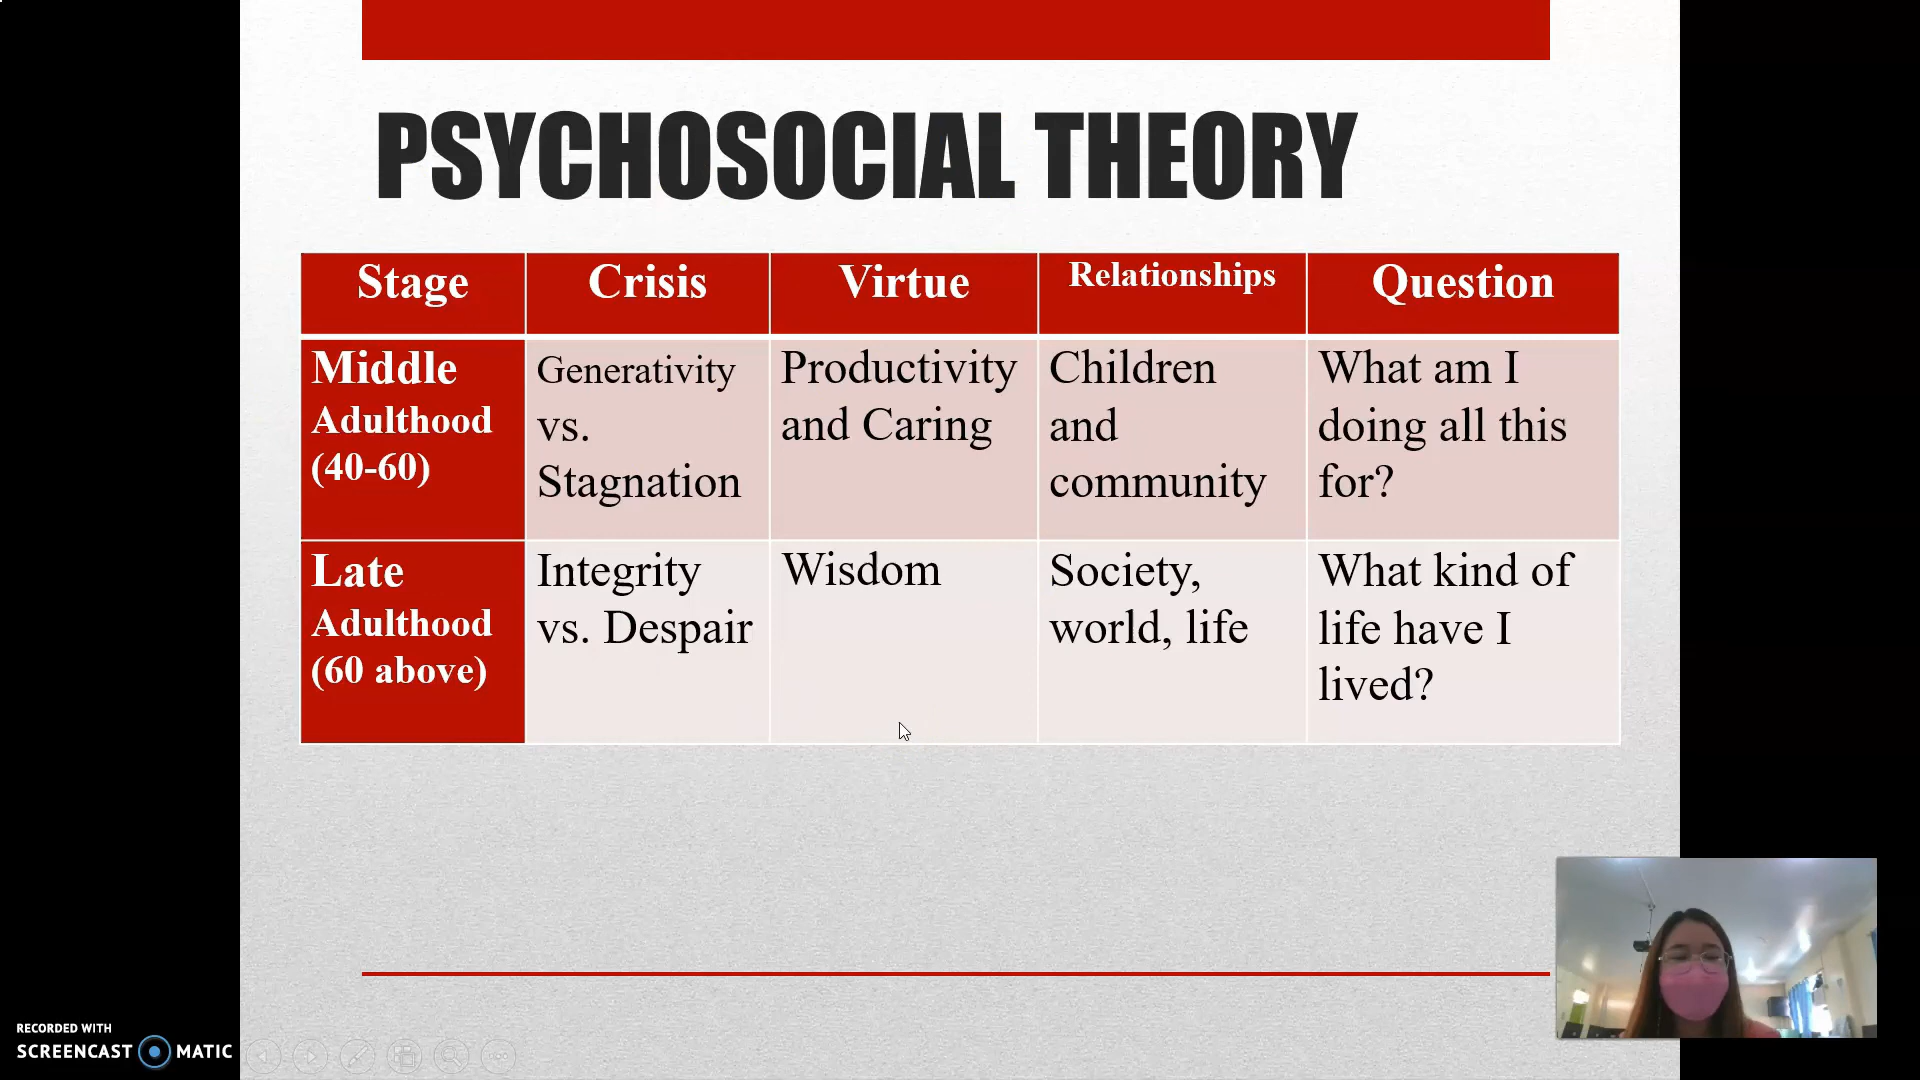 PSYCHOSOCIAL THEORY
Stage
Crisis
Virtue
Relationships
Question
Middle
Adulthood
(40-60)
Generativity
vs.
Stagnation
Productivity
and Caring
Children
and
community
What am I
doing all this
for?
Late
Adulthood
(60 above)
Integrity
vs. Despair
Wisdom
Society,
world, life
What kind of
life have I
lived?
RECORDED WITH
SCREENCAST MATIC